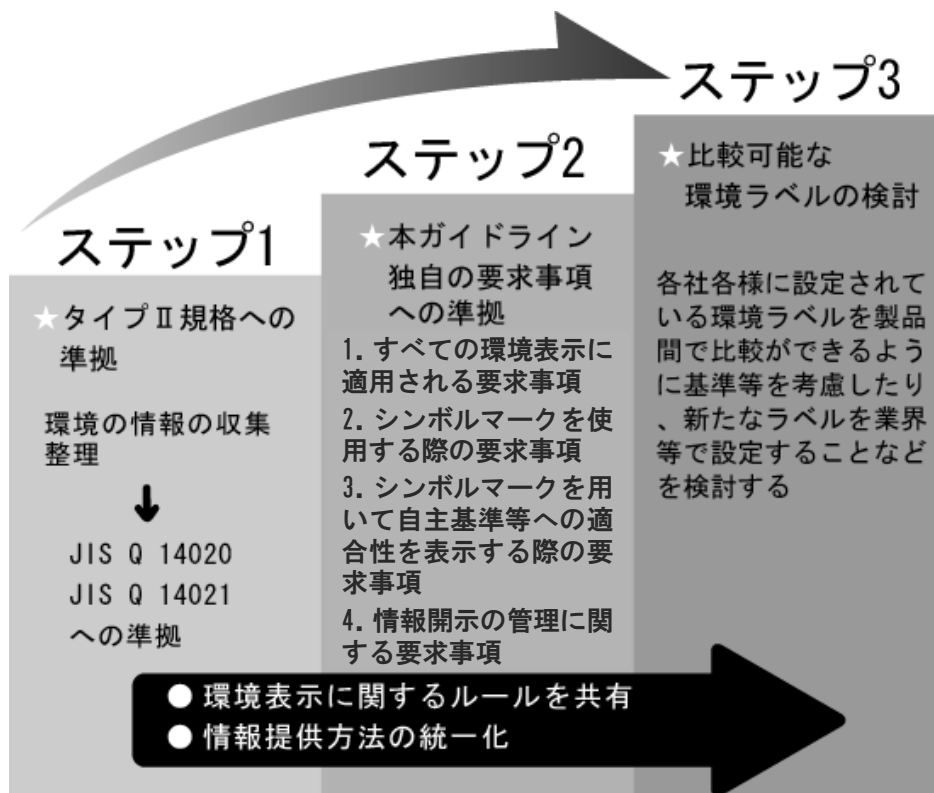 ステップ1
★タイプⅡ規格への
準拠
環境の情報の収集
整理
JIS Q 14020
JIS Q 14021
への準拠
ステップ2
★本ガイドライン
独自の要求事項
への準拠
1.すべての環境表示に
適用される要求事項
2.シンボルマークを使
用する際の要求事項
3.シンボルマークを用
いて自主基準等への適
合性を表示する際の要
求事項
4.情報開示の管理に関
する要求事項
ステップ3
★比較可能な
環境ラベルの検討
各社各様に設定されて
いる環境ラベルを製品
間で比較ができるよう
に基準等を考慮したり
、新たなラベルを業界
等で設定することなど
を検討する
●環境表示に関するルールを共有
●情報提供方法の統一化